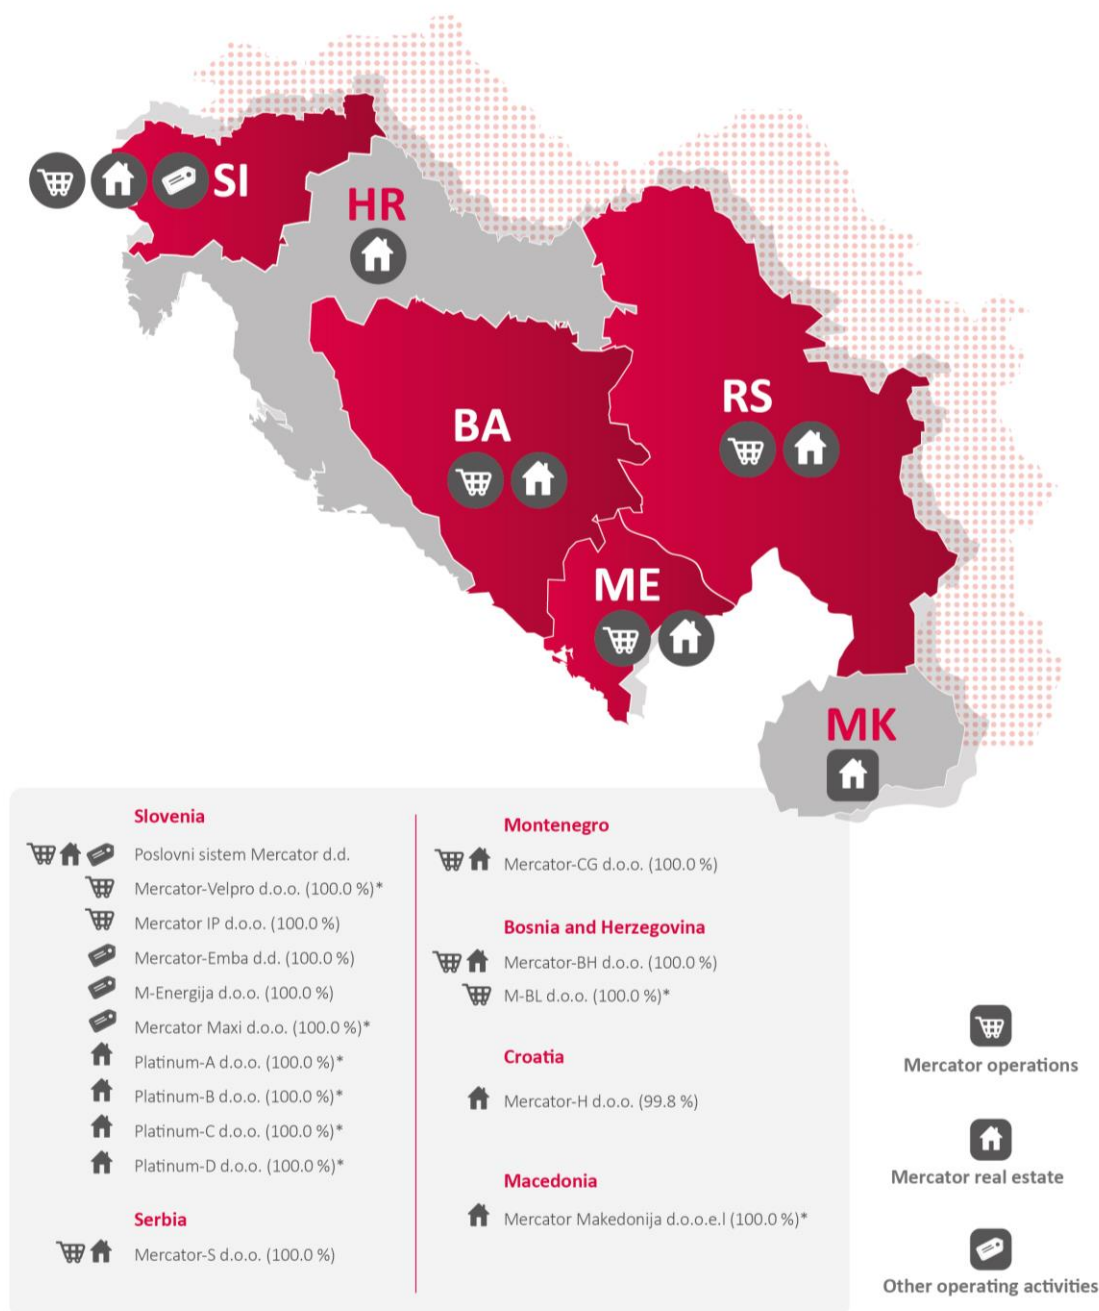 SI
HR
RS
BA
ME
MK
Slovenia
Poslovni sistem Mercator d.d.
Mercator-Velpro d.o.o. (100.0 %)*
Mercator IP d.o.o. (100.0 %)
Mercator-Emba d.d. (100.0 %)
M-Energija d.o.o. (100.0 %)
Mercator Maxi d.o.o. (100.0 %)*
Platinum-A d.o.o. (100.0 %)*
Platinum-B d.o.o. (100.0 %)*
Platinum-C d.o.o. (100.0 %)*
Platinum-D d.o.o. (100.0 %)*
Serbia
Mercator-S d.o.o. (100.0 %)
Montenegro
Mercator-CG d.o.o. (100.0 %)
Bosnia and Herzegovina
Mercator-BH d.o.o. (100.0 %)
M-BL d.o.o. (100.0 %)*
Croatia
Mercator-H d.o.o. (99.8 %)
Macedonia
Mercator Makedonija d.o.o.e.l (100.0 %)*
Mercator operations
Mercator real estate
Other operating activities